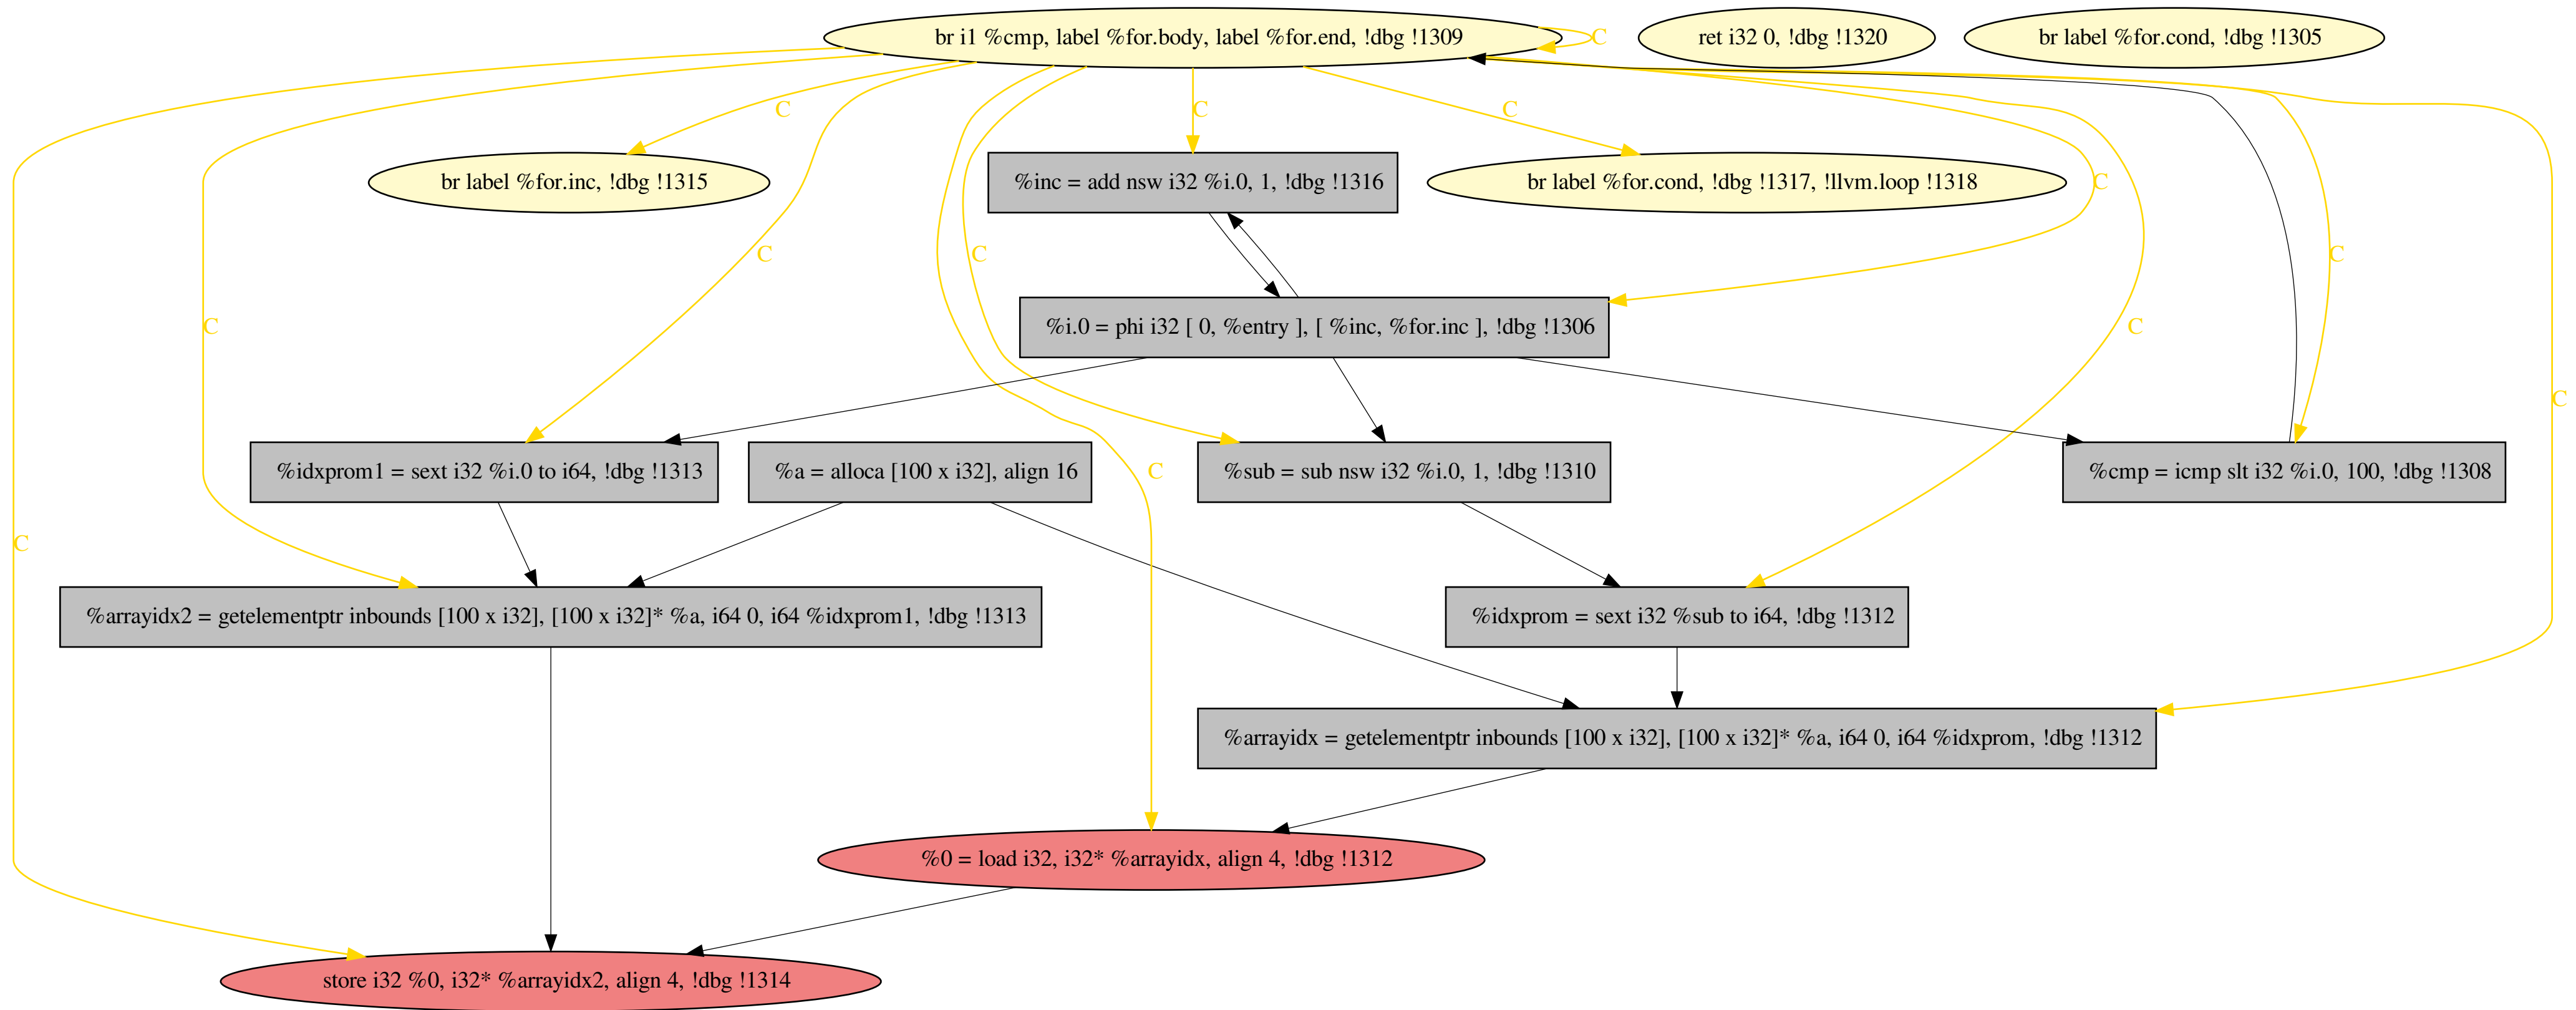 br i1 %cmp, label %for.body, label %for.end, !dbg !1309
C
ret i32 0, !dbg !1320
br label %for.cond, !dbg !1305
C
C
C
br label %for.inc, !dbg !1315
%inc = add nsw i32 %i.0, 1, !dbg !1316
br label %for.cond, !dbg !1317, !llvm.loop !1318
C
C
C
C
C
%i.0 = phi i32 [ 0, %entry ], [ %inc, %for.inc ], !dbg !1306
C
C
%idxprom1 = sext i32 %i.0 to i64, !dbg !1313
%a = alloca [100 x i32], align 16
C
%sub = sub nsw i32 %i.0, 1, !dbg !1310
%cmp = icmp slt i32 %i.0, 100, !dbg !1308
C
C
%arrayidx2 = getelementptr inbounds [100 x i32], [100 x i32]* %a, i64 0, i64 %idxprom1, !dbg !1313
%idxprom = sext i32 %sub to i64, !dbg !1312
%arrayidx = getelementptr inbounds [100 x i32], [100 x i32]* %a, i64 0, i64 %idxprom, !dbg !1312
%0 = load i32, i32* %arrayidx, align 4, !dbg !1312
store i32 %0, i32* %arrayidx2, align 4, !dbg !1314